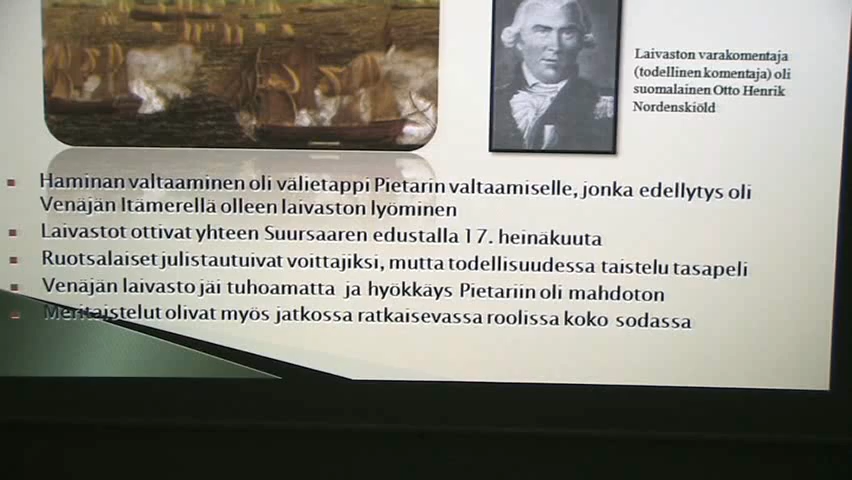 Laivaston varakomentaja
(todellinen komentaja) oli
suomalainen Otto Henrik
Nordenskiöld
Haminan valtaaminen oli välietappi Pietarin valtaamiselle, jonka edellytys oli
Venäjän Itämerellä olleen laivaston lyöminen
Laivastot ottivat yhteen Suursaaren edustalla 17. heinäkuuta
Ruotsalaiset julistautuivat voittajiksi, mutta todellisuudessa taistelu tasapeli
Venäjän laivasto jäi tuhoamatta ja hyökkäys Pietariin oli mahdoton
Meritaistelut olivat myös jatkossa ratkaisevassa roolissa koko sodassa